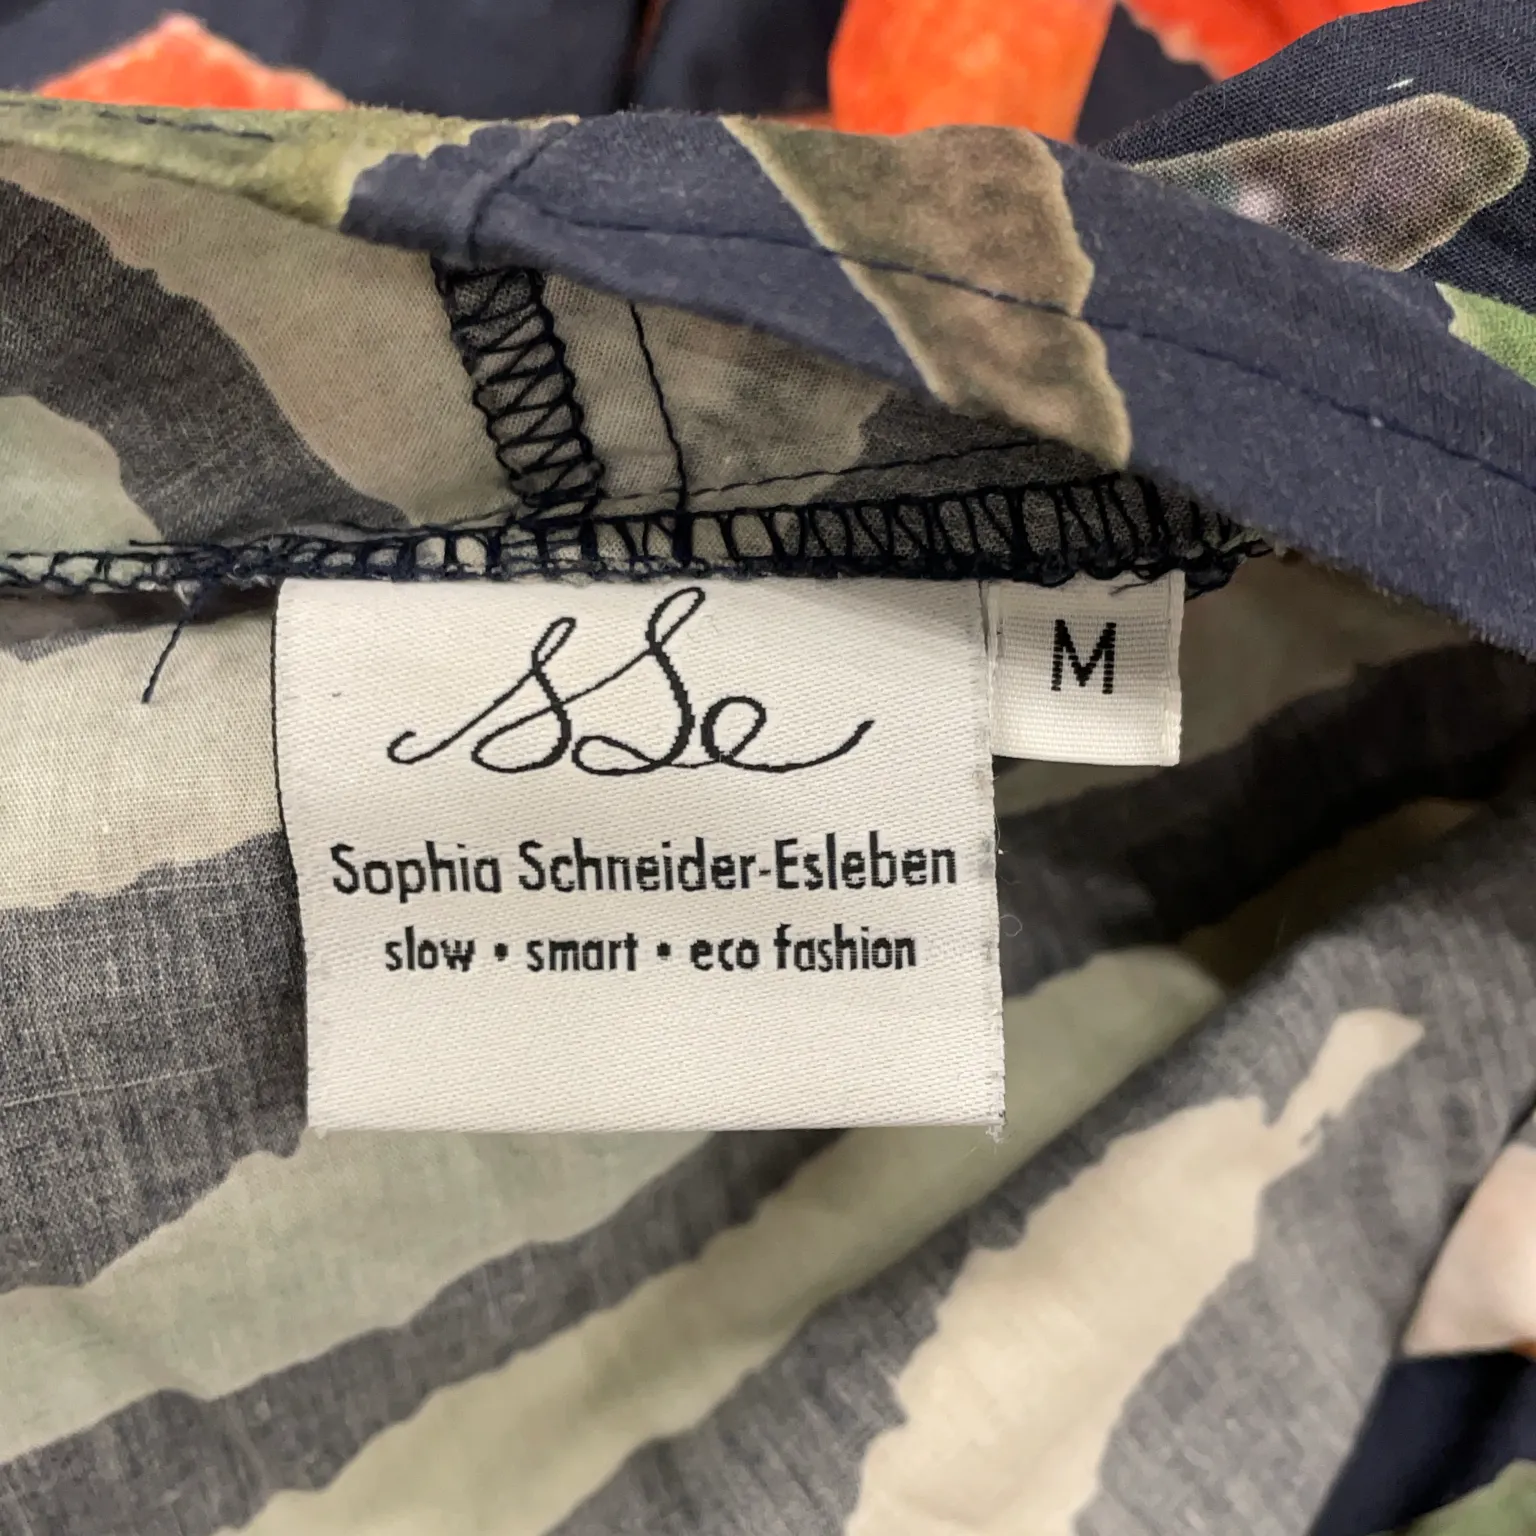 SSe
M
Sophia Schneider-Esleben
slow • smart • eco fashion